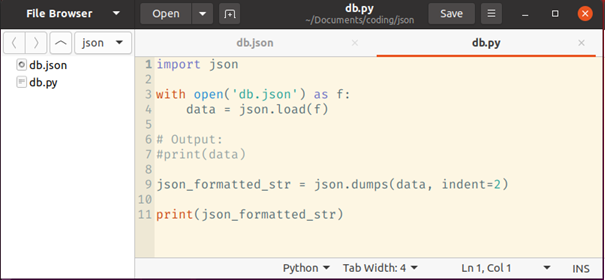 File Browser
Open
db.py
~/Documents/coding/json
Save
json
db.json
db.py
db.json
db.py
1 import json
2
3 with open('db.json') as f:
4     data = json.load(f)
5
6 # Output:
7 #print(data)
8
9 json_formatted_str = json.dumps(data, indent=2)
10
11 print(json_formatted_str)
Python
Tab Width: 4
Ln 1, Col 1
INS